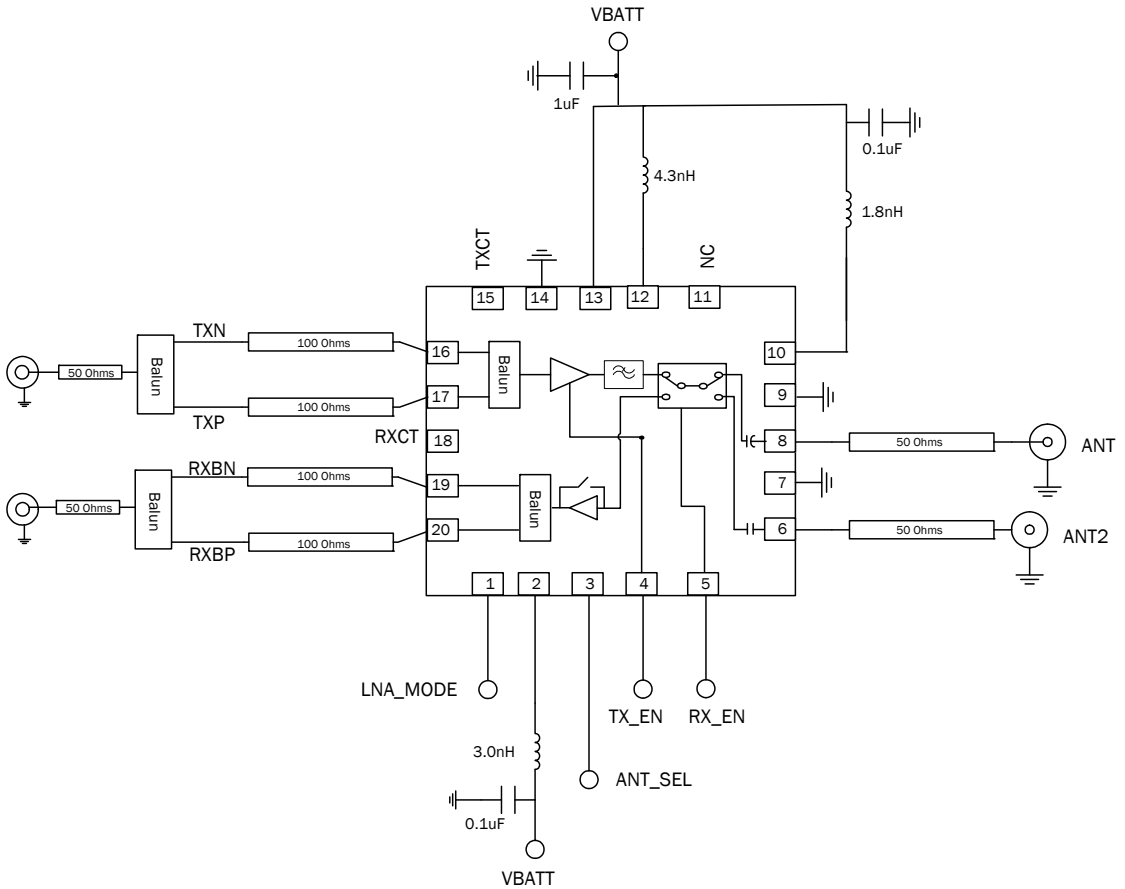 VBATT
1uF
0.1uF
4.3nH
1.8nH
TXCT
NC
15
14
13
12
11
TXN
100 Ohms
16
10
50 Ohms
Balun
Balun
9
100 Ohms
17
TXP
RXCT
18
8
50 Ohms
ANT
RXBN
100 Ohms
19
7
50 Ohms
Balun
Balun
20
6
50 Ohms
ANT2
100 Ohms
RXBP
1
2
3
4
5
LNA_MODE
TX_EN
RX_EN
3.0nH
ANT_SEL
0.1uF
VBATT